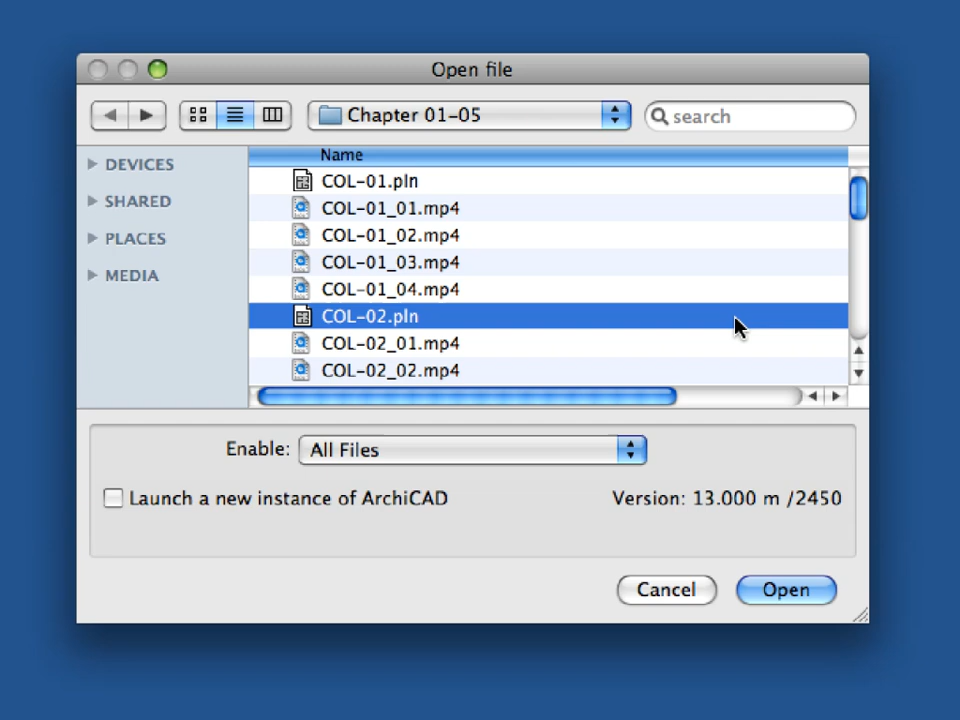 Open file
Chapter 01-05
search
DEVICES
SHARED
PLACES
MEDIA
Name
COL-01.pln
COL-01_01.mp4
COL-01_02.mp4
COL-01_03.mp4
COL-01_04.mp4
COL-02.pln
COL-02_01.mp4
COL-02_02.mp4
Enable: All Files
Launch a new instance of ArchiCAD Version: 13.000 m /2450
Cancel Open